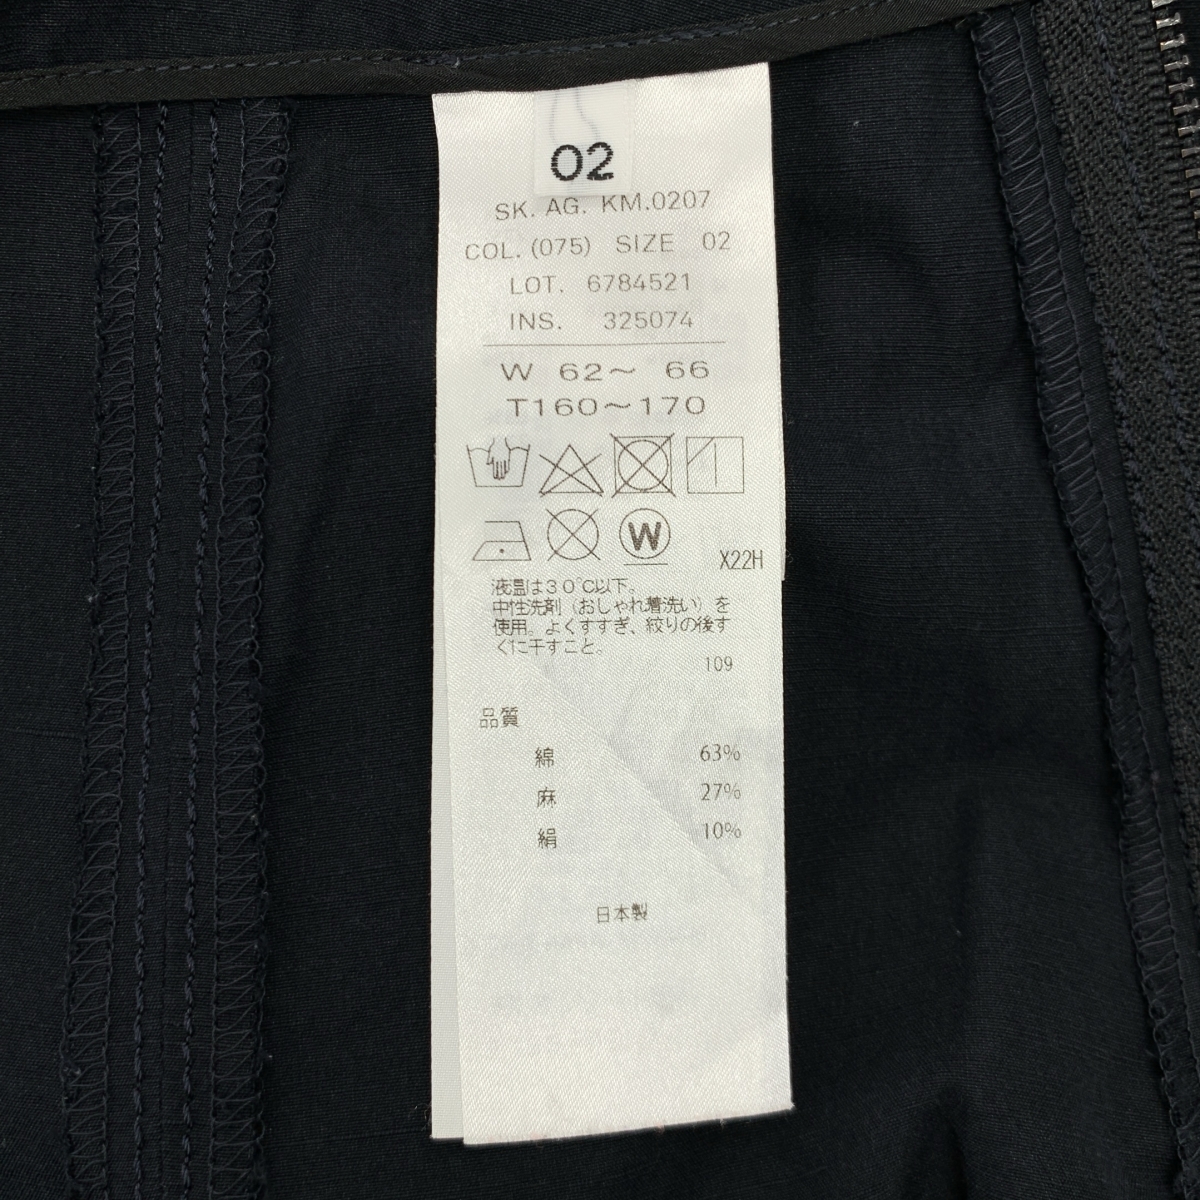 02
SK. AG. KM.0207
COL. (075) SIZE 02
LOT. 6784521
INS. 325074
W 62～ 66
T160～170
W
X22H
液温は30℃以下。
中性洗剤（おしゃれ着洗い）を
使用。よくすすぎ、絞りの後す
ぐに干すこと。
109
品質
綿 63%
麻 27%
絹 10%
日本製